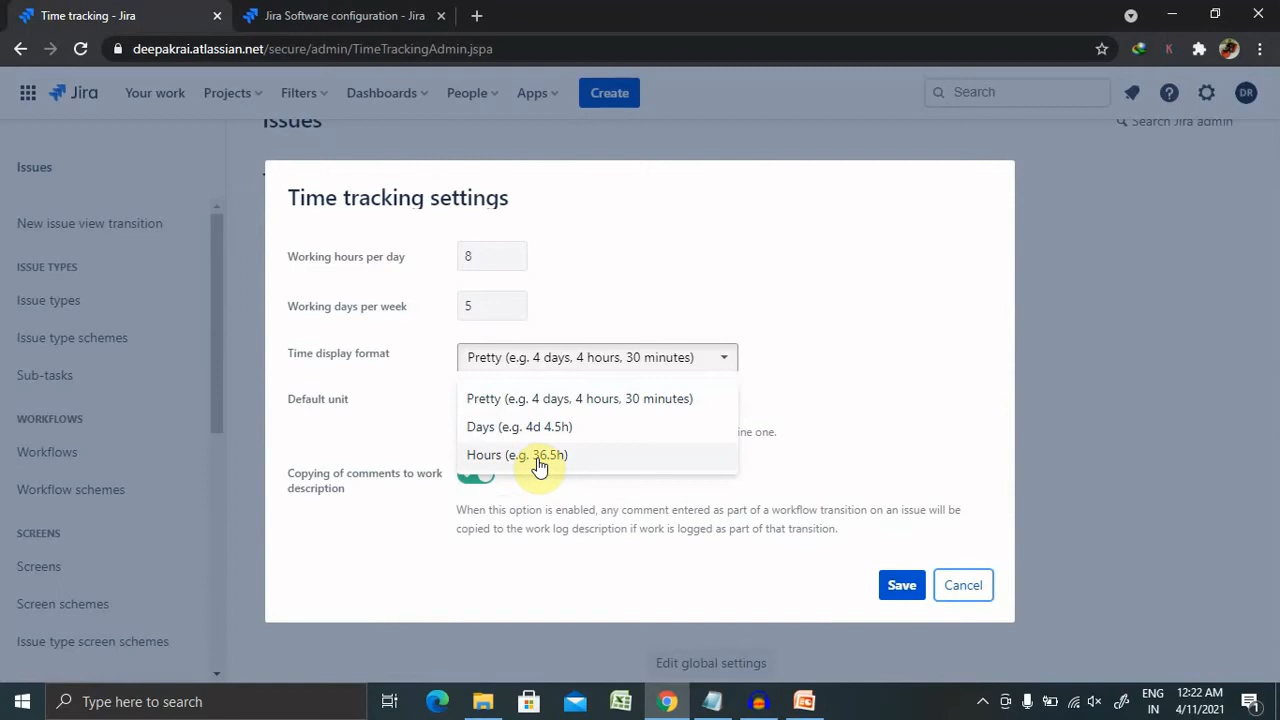 Time tracking - Jira
Jira Software configuration - Jira
deepakrai.atlassian.net/secure/admin/TimeTrackingAdmin.jspa
K
Jira
Your work
Projects
Filters
Dashboards
People
Apps
Create
Search
DR
Issues
Search Jira admin
Issues
New issue view transition
ISSUE TYPES
Issue types
Issue type schemes
Sub-tasks
WORKFLOWS
Workflows
Workflow schemes
SCREENS
Screens
Screen schemes
Issue type screen schemes
Time tracking settings
Working hours per day
8
Working days per week
5
Time display format
Pretty (e.g. 4 days, 4 hours, 30 minutes)
Pretty (e.g. 4 days, 4 hours, 30 minutes)
Days (e.g. 4d 4.5h)
Hours (e.g. 36.5h)
Default unit
one.
Copying of comments to work
description
When this option is enabled, any comment entered as part of a workflow transition on an issue will be
copied to the work log description if work is logged as part of that transition.
Save
Cancel
Edit global settings
Type here to search
ENG
IN
12:22 AM
4/11/2021
1